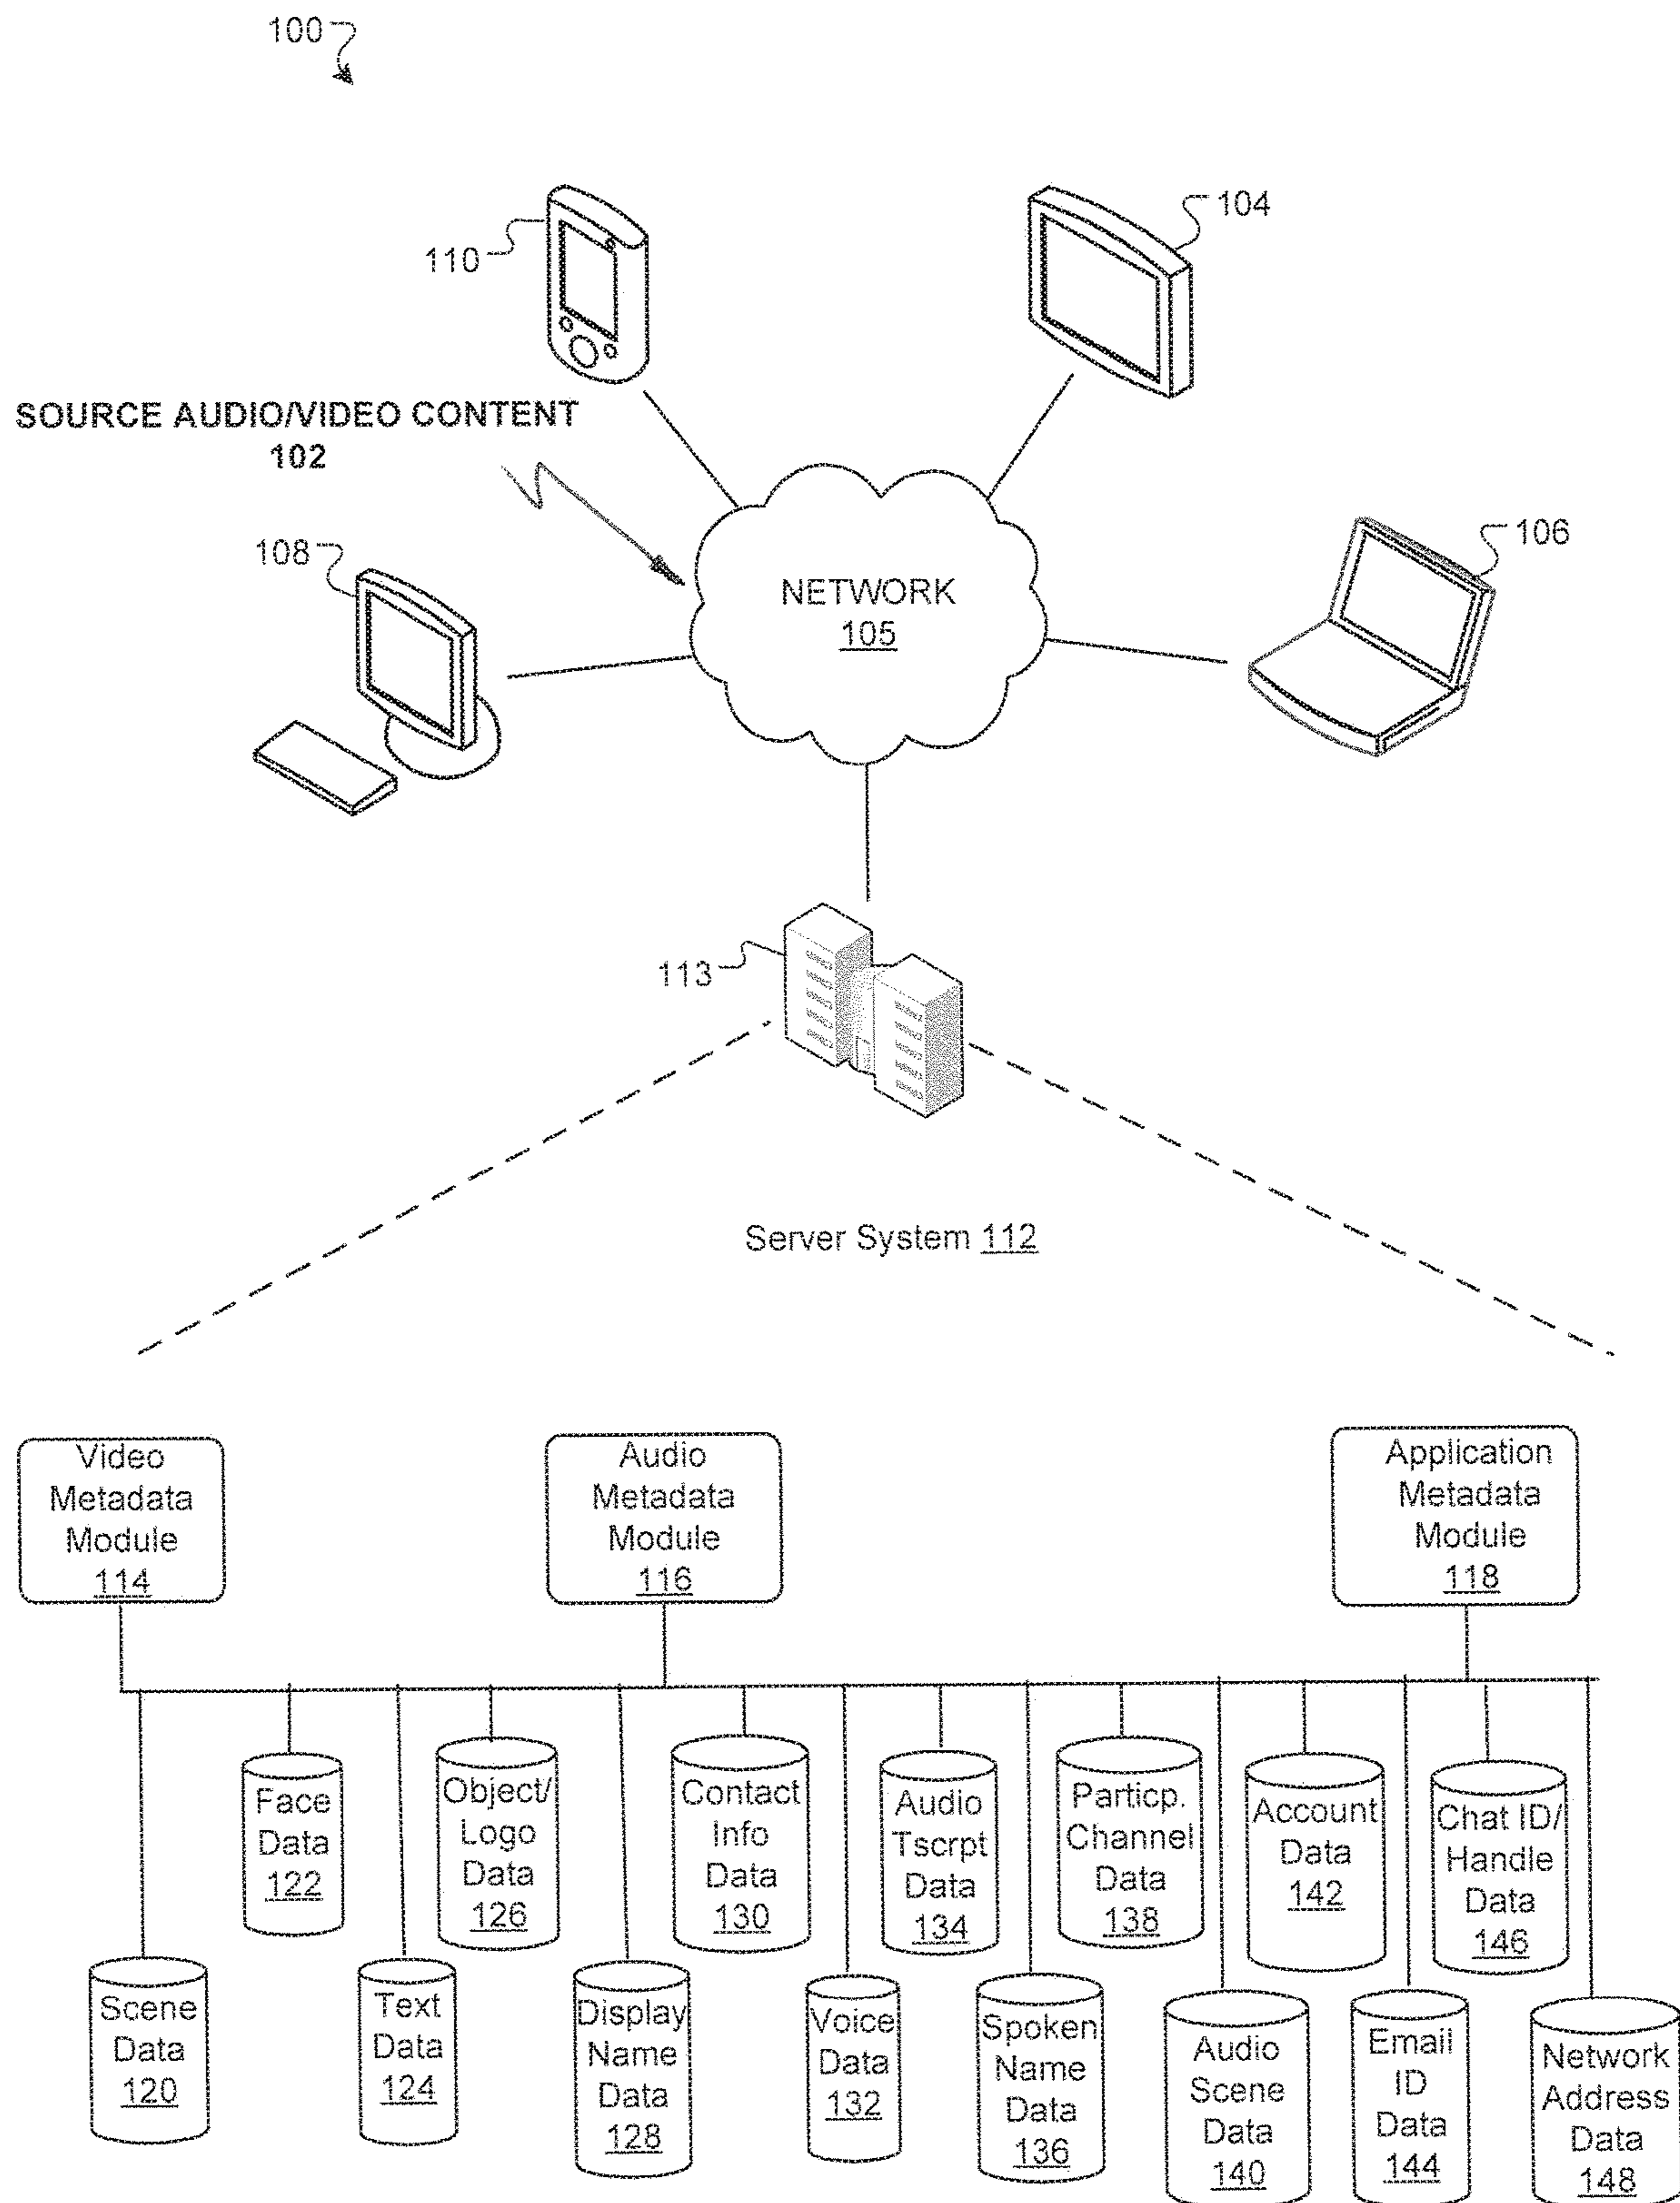 100
110
104
SOURCE AUDIO/VIDEO CONTENT
102
108
106
NETWORK
105
113
Server System 112
Video
Metadata
Module
114
Audio
Metadata
Module
116
Application
Metadata
Module
118
Face
Data
122
Object/
Logo
Data
126
Contact
Info
Data
130
Audio
Tscrpt
Data
134
Particp.
Channel
Data
138
Account
Data
142
Chat ID/
Handle
Data
146
Scene
Data
120
Text
Data
124
Display
Name
Data
128
Voice
Data
132
Spoken
Name
Data
136
Audio
Scene
Data
140
Email
ID
Data
144
Network
Address
Data
148